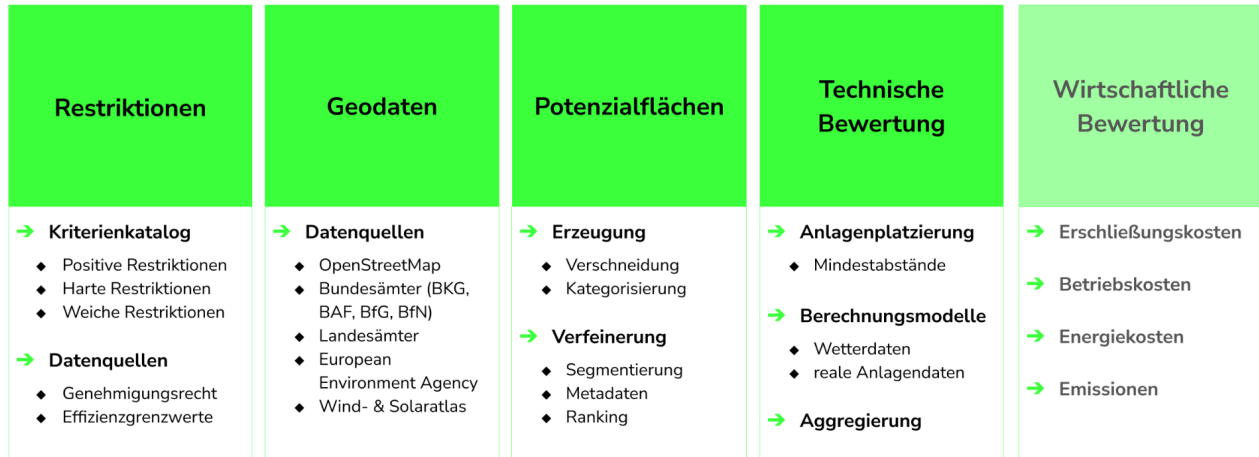 Restriktionen
➔ Kriterienkatalog
◆ Positive Restriktionen
◆ Harte Restriktionen
◆ Weiche Restriktionen
➔ Datenquellen
◆ Genehmigungsrecht
◆ Effizienzgrenzwerte
Geodaten
➔ Datenquellen
◆ OpenStreetMap
◆ Bundesämter (BKG,
BAF, BfG, BfN)
◆ Landesämter
◆ European
Environment Agency
◆ Wind- & Solaratlas
Potenzialflächen
➔ Erzeugung
◆ Verschneidung
◆ Kategorisierung
➔ Verfeinerung
◆ Segmentierung
◆ Metadaten
◆ Ranking
Technische
Bewertung
➔ Anlagenplatzierung
◆ Mindestabstände
➔ Berechnungsmodelle
◆ Wetterdaten
◆ reale Anlagendaten
➔ Aggregierung
Wirtschaftliche
Bewertung
➔ Erschließungskosten
➔ Betriebskosten
➔ Energiekosten
➔ Emissionen